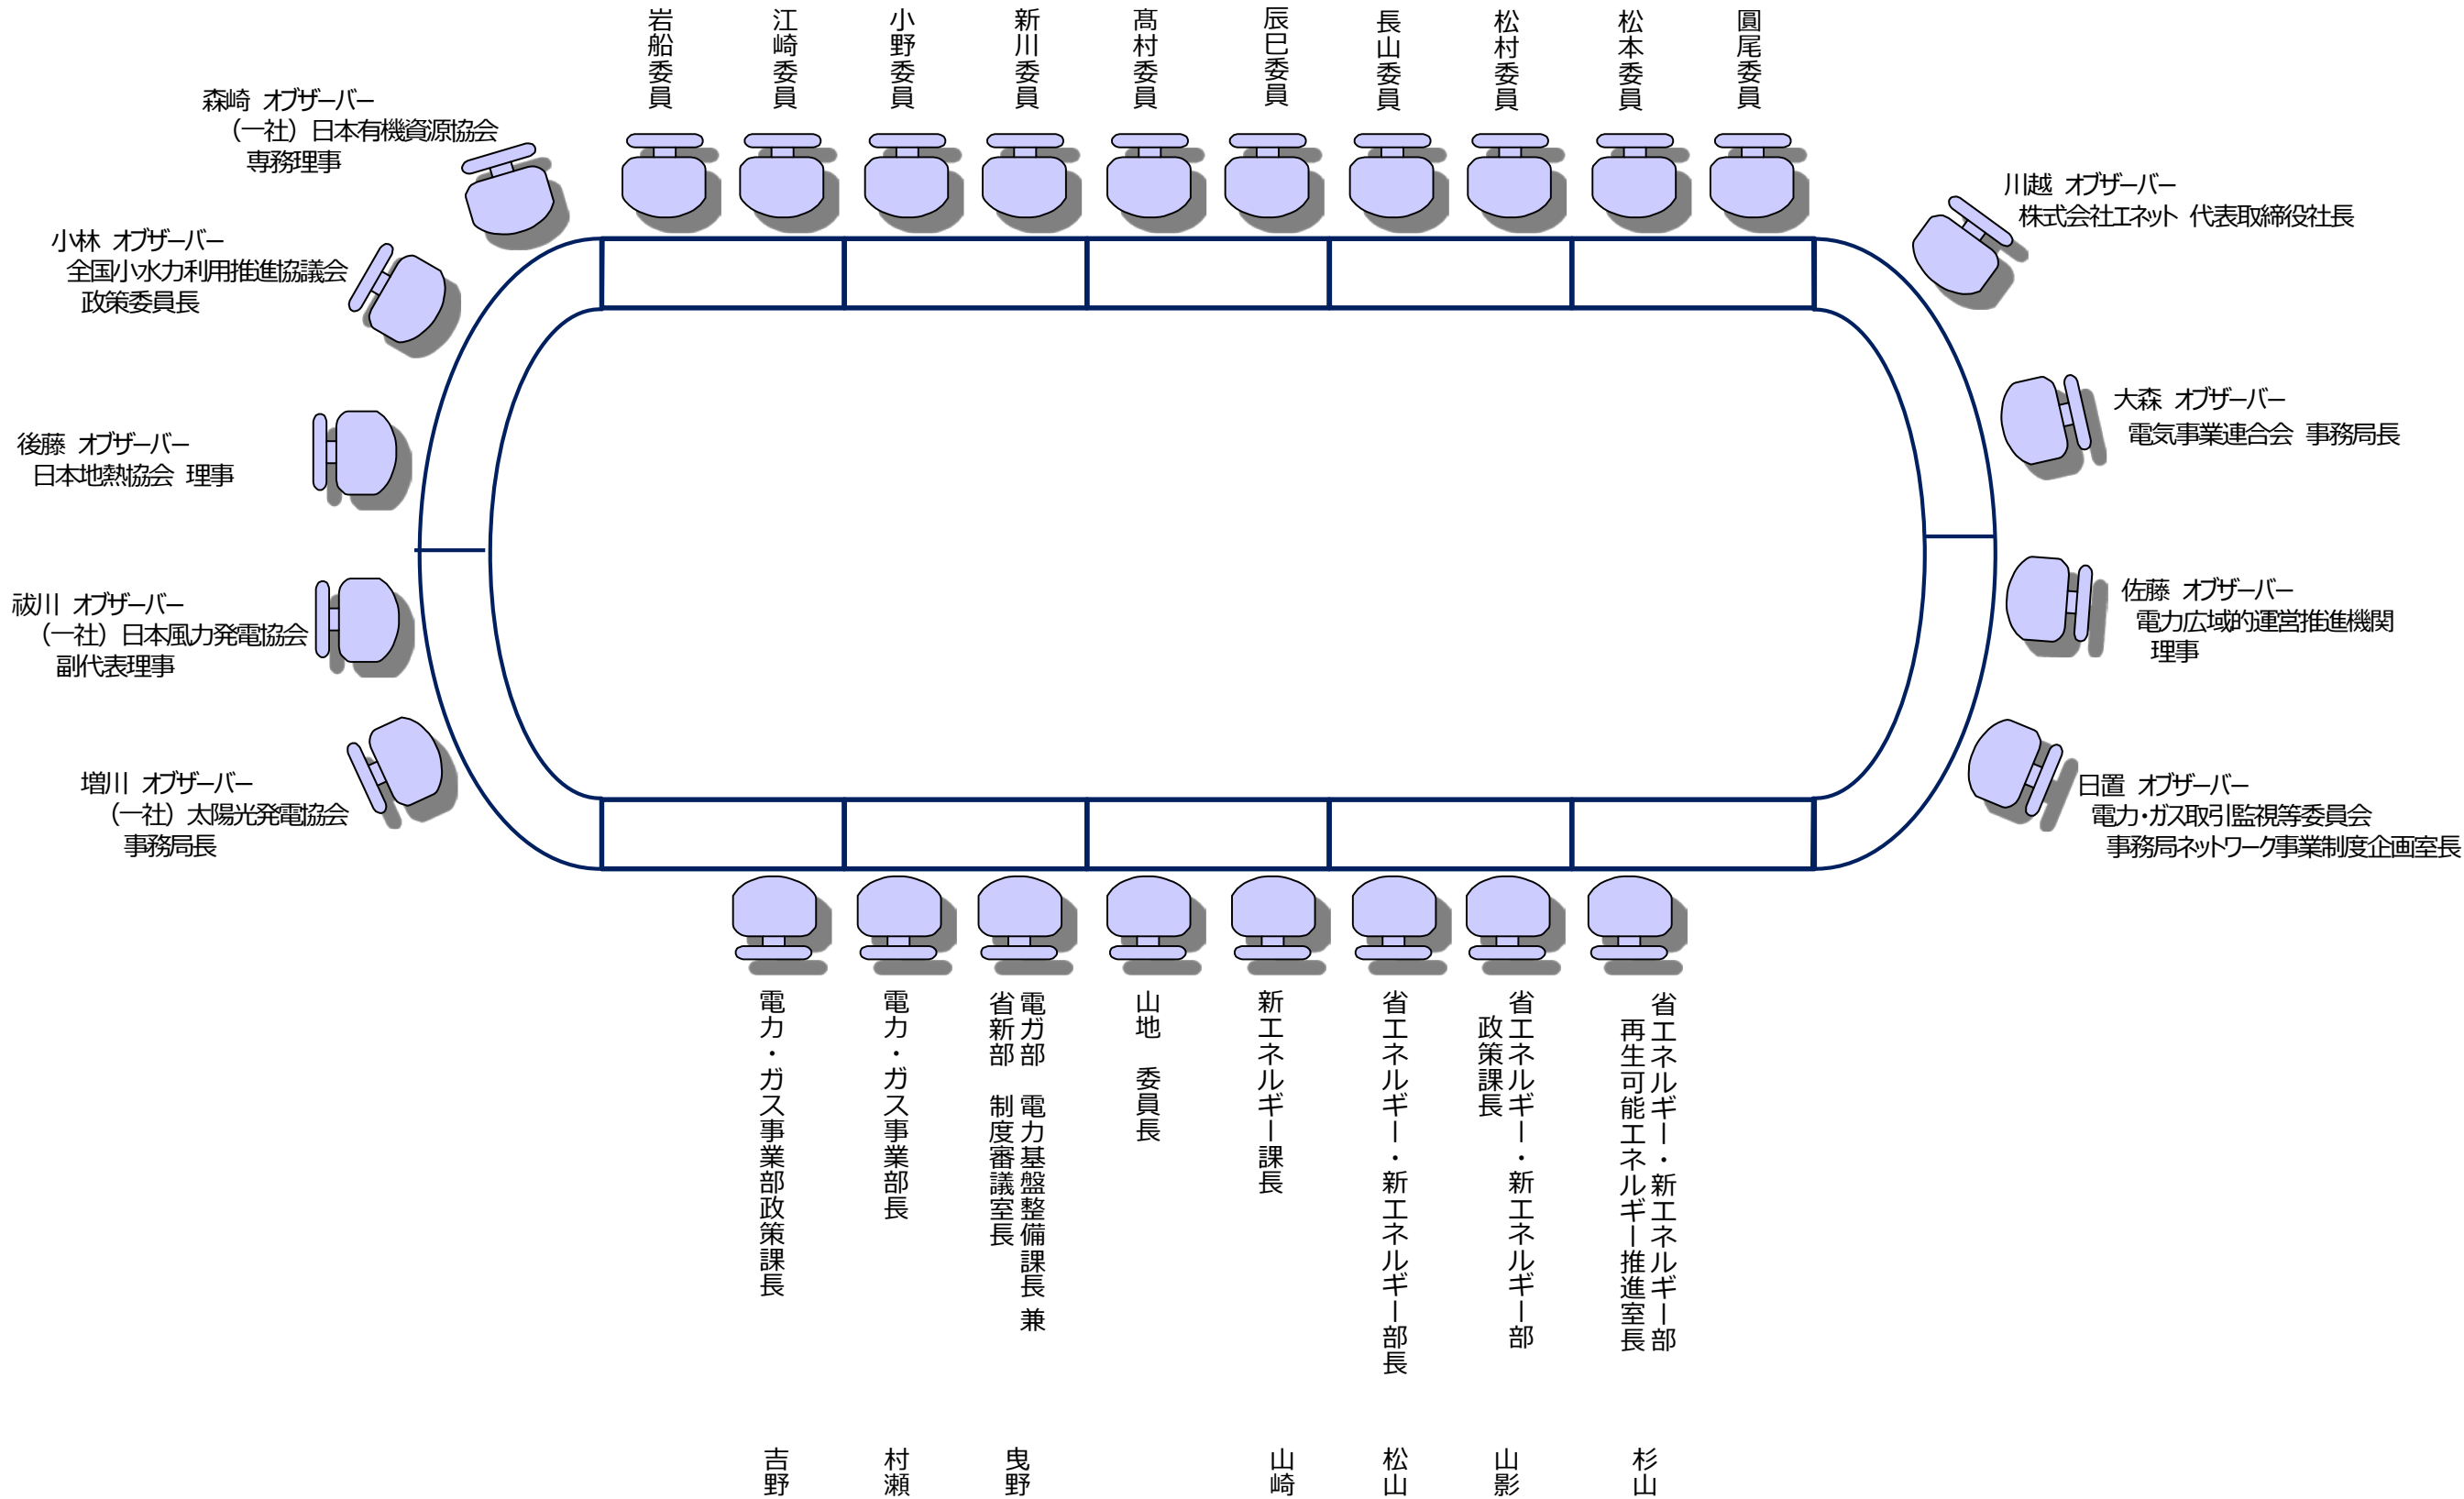 岩船委員
江崎委員
小野委員
新川委員
髙村委員
辰巳委員
長山委員
松村委員
松本委員
圓尾委員
森崎 オブザーバー
（一社）日本有機資源協会
専務理事
小林 オブザーバー
全国小水力利用推進協議会
政策委員長
後藤 オブザーバー
日本地熱協会 理事
祓川 オブザーバー
（一社）日本風力発電協会
副代表理事
増川 オブザーバー
（一社）太陽光発電協会
事務局長
川越 オブザーバー
株式会社エネット 代表取締役社長
大森 オブザーバー
電気事業連合会 事務局長
佐藤 オブザーバー
電力広域的運営推進機関
理事
日置 オブザーバー
電力・ガス取引監視等委員会
事務局ネットワーク事業制度企画室長
電力・ガス事業部政策課長
吉野
電力・ガス事業部長
村瀬
電ガ部 電力基盤整備課長 兼
省新部 制度審議室長
曳野
山地 委員長
新エネルギー課長
山崎
省エネルギー・新エネルギー部長
松山
省エネルギー・新エネルギー部
政策課長
山影
省エネルギー・新エネルギー部
再生可能エネルギー推進室長
杉山